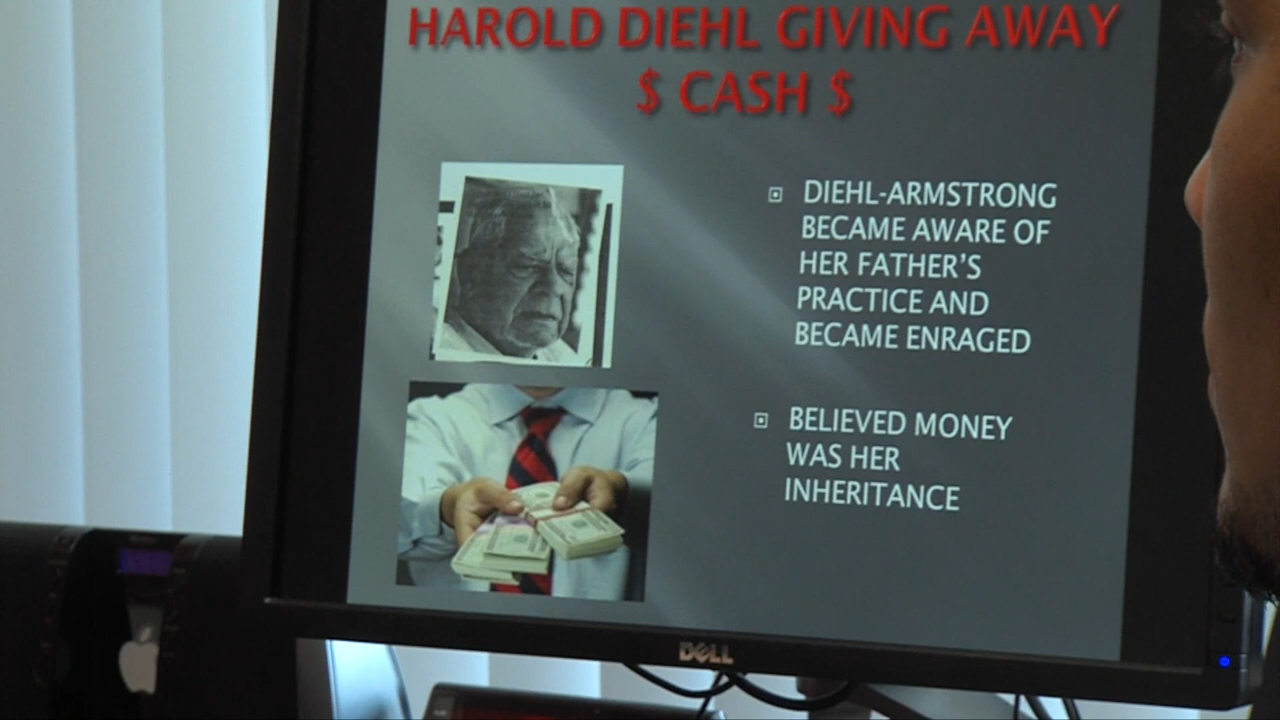 HAROLD DIEHL GIVING AWAY
$ CASH $
DIEHL-ARMSTRONG
BECAME AWARE OF
HER FATHER'S
PRACTICE AND
BECAME ENRAGED
BELIEVED MONEY
WAS HER
INHERITANCE
DELL